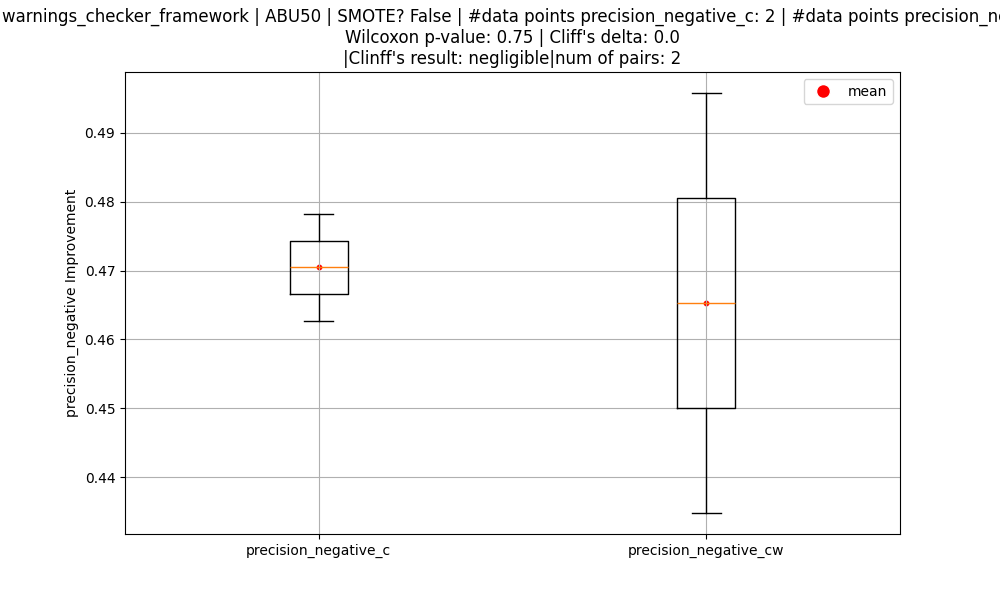 warnings_checker_framework | ABU50 | SMOTE? False | #data points precision_negative_c: 2 | #data points
Wilcoxon p-value: 0.75 | Cliff's delta: 0.0
|Clinff's result: negligible|num of pairs: 2
mean
0.49
0.48
0.47
0.46
0.45
0.44
precision_negative Improvement
precision_negative_c
precision_negative_cw